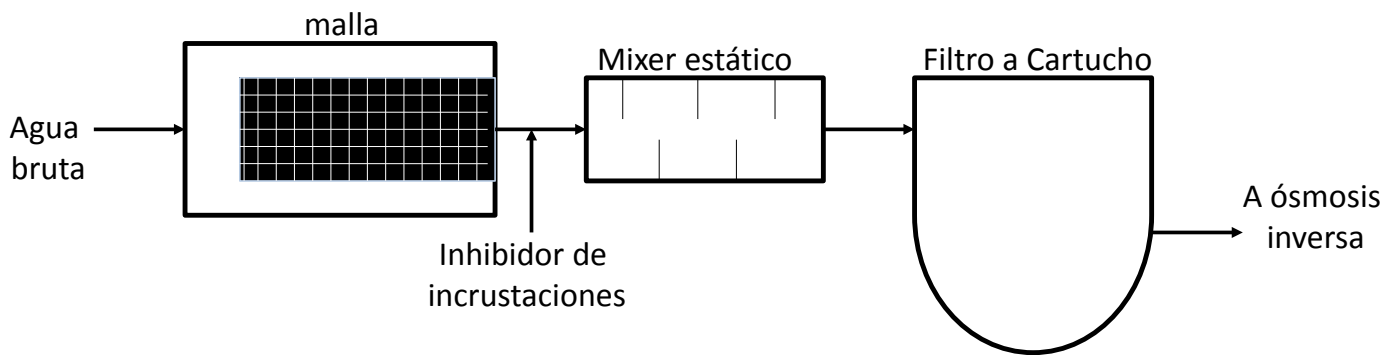 malla
Mixer estático
Filtro a Cartucho
Agua
bruta
A ósmosis
inversa
Inhibidor de
incrustaciones